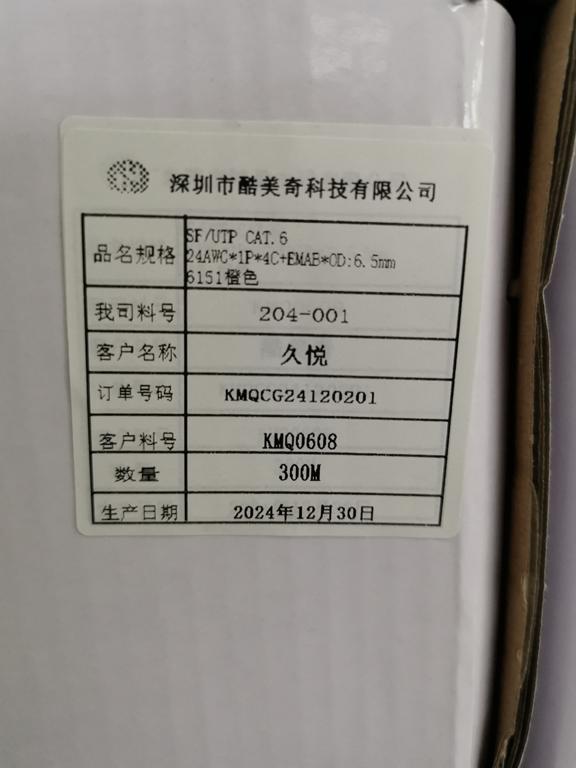 深圳市酷美奇科技有限公司
品名规格 SF/UTP CAT.6
24AWC*1P*4C+EMAB*OD:6.5mm
6151橙色
我司料号 204-001
客户名称 久悦
订单号码 KMQCG24120201
客户料号 KMQ0608
数量 300M
生产日期 2024年12月30日